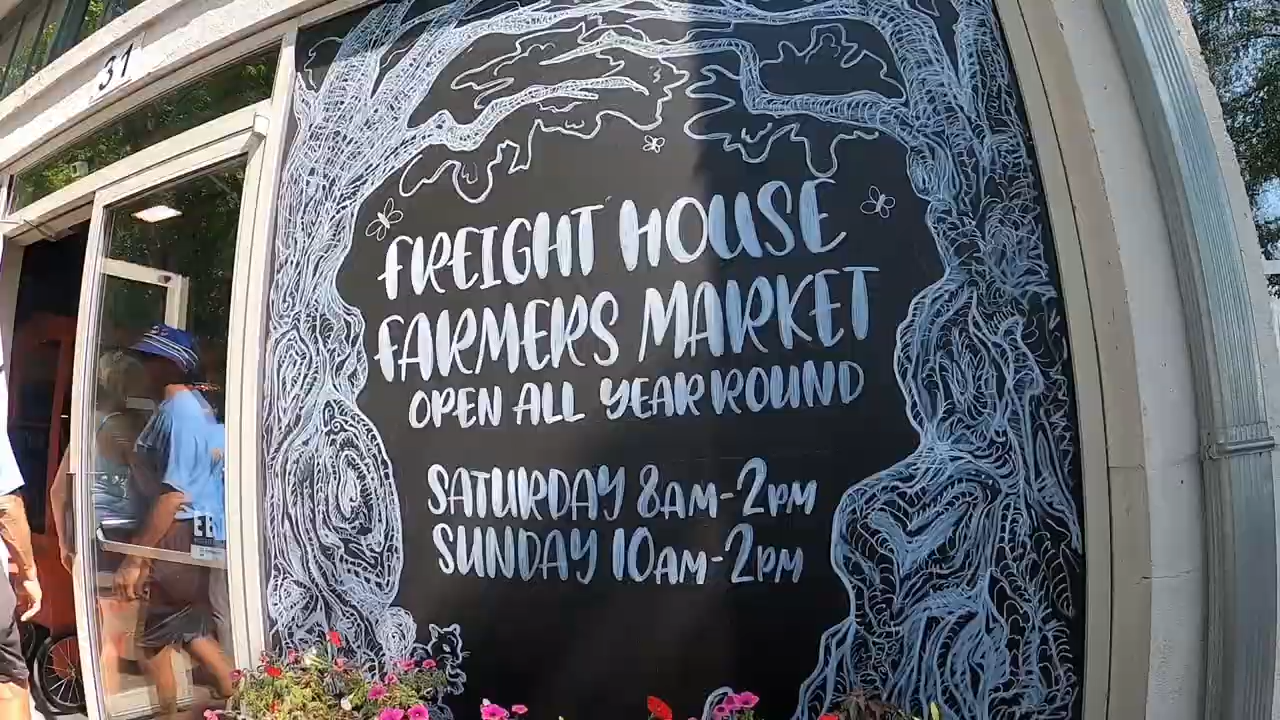 31
FREIGHT HOUSE
FARMERS MARKET
OPEN ALL YEAR ROUND
SATURDAY 8AM-2PM
SUNDAY 10AM-2PM